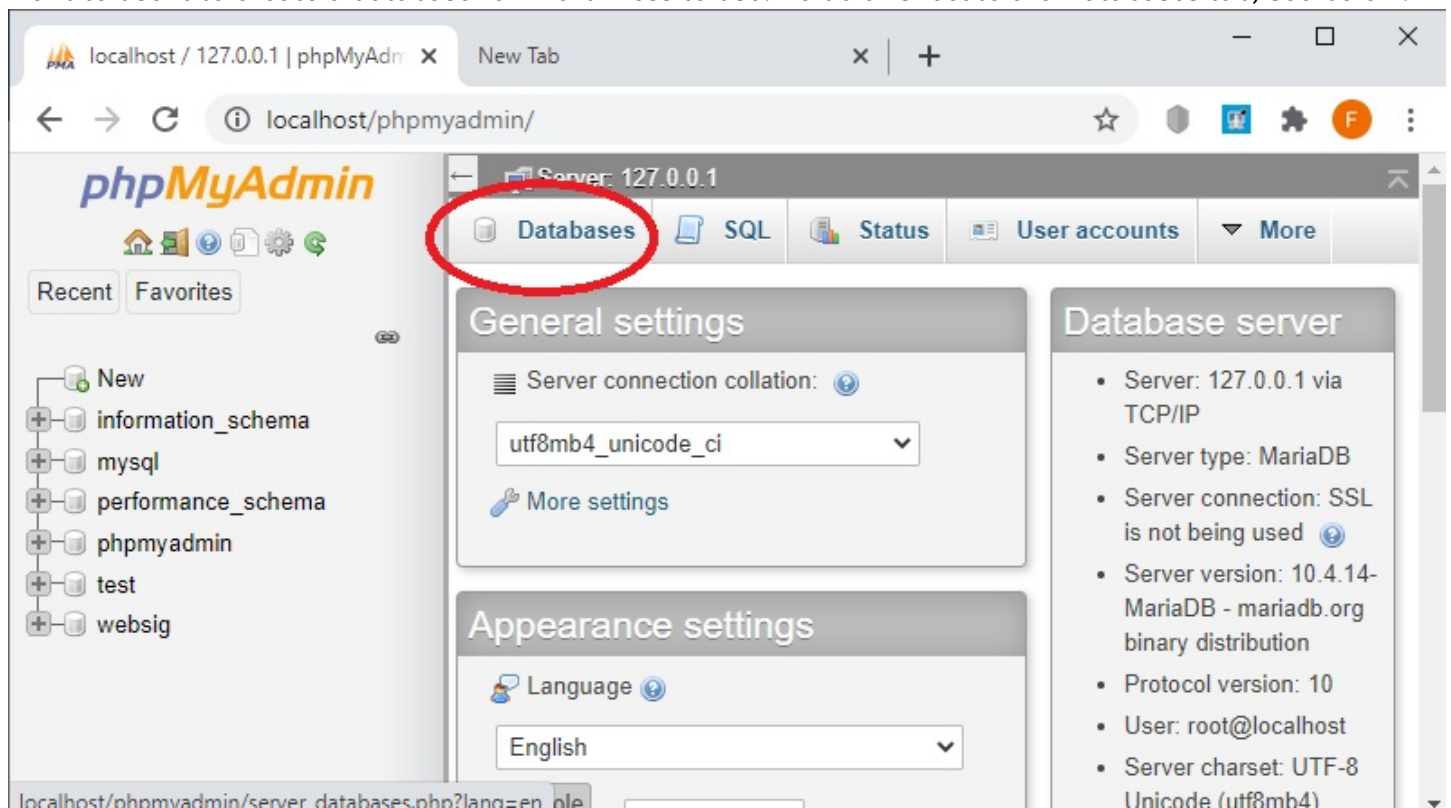 localhost / 127.0.0.1 | phpMyAdm
New Tab
localhost/phpmyadmin/
F
phpMyAdmin
Recent
Favorites
New
information_schema
mysql
performance_schema
phpmyadmin
test
websig
Server: 127.0.0.1
Databases
SQL
Status
User accounts
More
General settings
Server connection collation:
utf8mb4_unicode_ci
More settings
Appearance settings
Language
English
Database server
Server: 127.0.0.1 via
TCP/IP
Server type: MariaDB
Server connection: SSL
is not being used
Server version: 10.4.14-
MariaDB - mariadb.org
binary distribution
Protocol version: 10
User: root@localhost
Server charset: UTF-8
Unicode (utf8mb4)
localhost/phpmyadmin/server_databases.php?lang=en